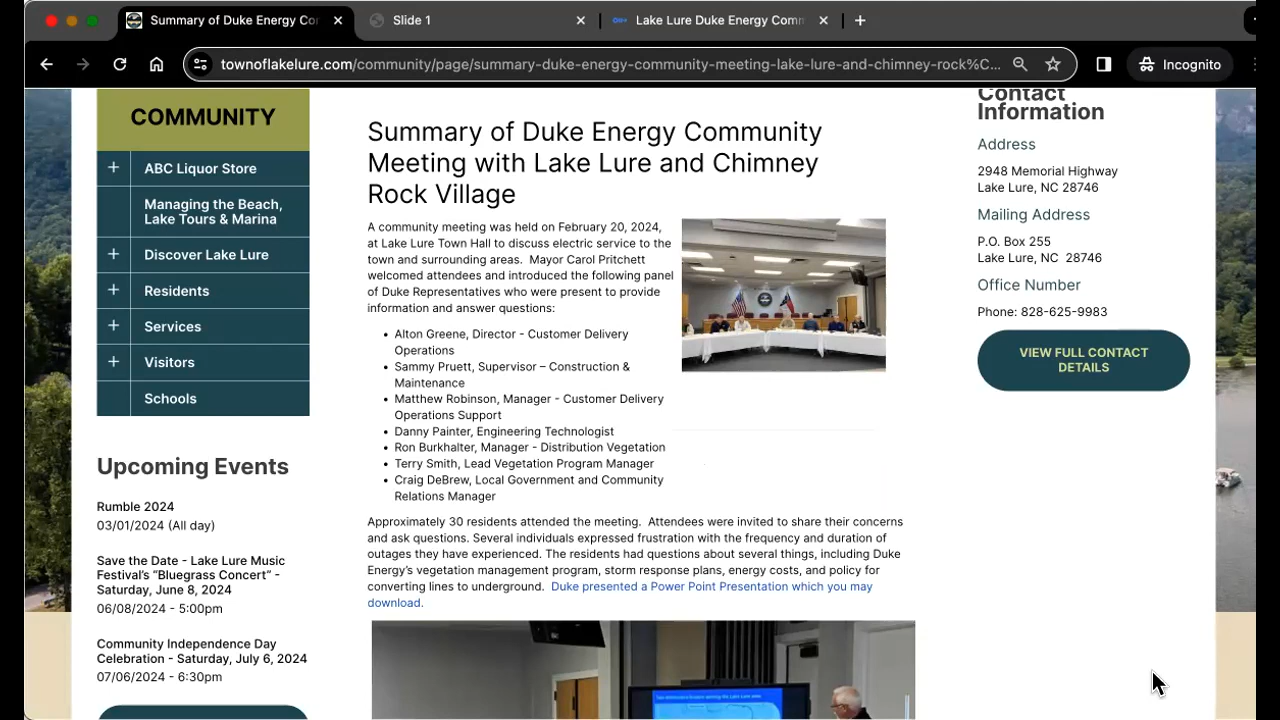 Summary of Duke Energy Co
Slide 1
Lake Lure Duke Energy Comm
townoflakelure.com/community/page/summary-duke-energy-community-meeting-lake-lure-and-chimney-rock%C...
Incognito
COMMUNITY
ABC Liquor Store
Managing the Beach,
Lake Tours & Marina
Discover Lake Lure
Residents
Services
Visitors
Schools
Upcoming Events
Rumble 2024
03/01/2024 (All day)
Save the Date - Lake Lure Music
Festival's "Bluegrass Concert" -
Saturday, June 8, 2024
06/08/2024 - 5:00pm
Community Independence Day
Celebration - Saturday, July 6, 2024
07/06/2024 - 6:30pm
Summary of Duke Energy Community
Meeting with Lake Lure and Chimney
Rock Village
A community meeting was held on February 20, 2024,
at Lake Lure Town Hall to discuss electric service to the
town and surrounding areas.  Mayor Carol Pritchett
welcomed attendees and introduced the following panel
of Duke Representatives who were present to provide
information and answer questions:
• Alton Greene, Director - Customer Delivery
Operations
• Sammy Pruett, Supervisor – Construction &
Maintenance
• Matthew Robinson, Manager - Customer Delivery
Operations Support
• Danny Painter, Engineering Technologist
• Ron Burkhalter, Manager - Distribution Vegetation
• Terry Smith, Lead Vegetation Program Manager
• Craig DeBrew, Local Government and Community
Relations Manager
Approximately 30 residents attended the meeting.  Attendees were invited to share their concerns
and ask questions. Several individuals expressed frustration with the frequency and duration of
outages they have experienced. The residents had questions about several things, including Duke
Energy's vegetation management program, storm response plans, energy costs, and policy for
converting lines to underground.  Duke presented a Power Point Presentation which you may
download.
Contact
Information
Address
2948 Memorial Highway
Lake Lure, NC 28746
Mailing Address
P.O. Box 255
Lake Lure, NC  28746
Office Number
Phone: 828-625-9983
VIEW FULL CONTACT
DETAILS